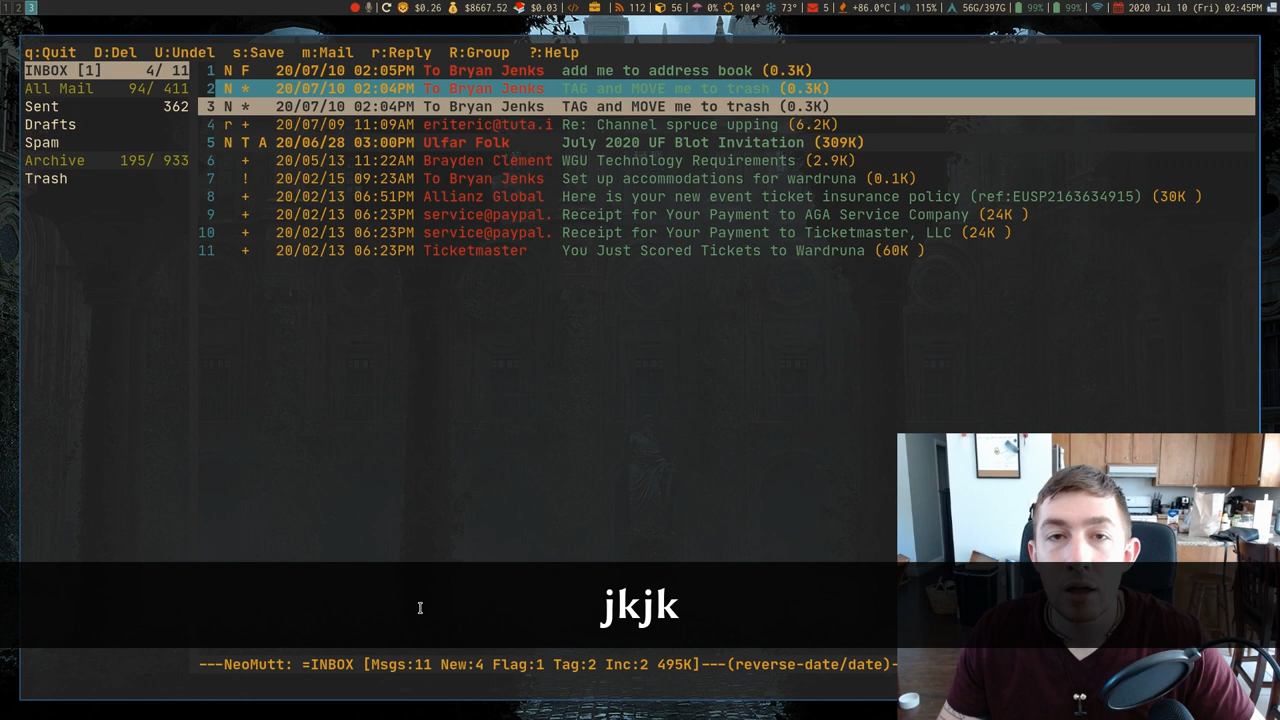 1 2 3 $0.26 $8667.52 $0.03 112 56 0% 104° 73° 5 +86.0°C 115% 56G/397G 99% 99% 2020 Jul 10 (Fri) 02:45PM
q:Quit D:Del U:Undel s:Save m:Mail r:Reply R:Group ?:Help
INBOX [1] 4/ 11 1 N F 20/07/10 02:05PM To Bryan Jenks add me to address book (0.3K)
All Mail 94/ 411 2 N * 20/07/10 02:04PM To Bryan Jenks TAG and MOVE me to trash (0.3K)
Sent 362 3 N * 20/07/10 02:04PM To Bryan Jenks TAG and MOVE me to trash (0.3K)
Drafts 4 r + 20/07/09 11:09AM eriteric@tuta.i Re: Channel spruce upping (6.2K)
Spam 5 N T A 20/06/28 03:00PM Ulfar Folk July 2020 UF Blot Invitation (309K)
Archive 195/ 933 6 + 20/05/13 11:22AM Brayden Clement WGU Technology Requirements (2.9K)
Trash 7 ! 20/02/15 09:23AM To Bryan Jenks Set up accommodations for wardruna (0.1K)
8 + 20/02/13 06:51PM Allianz Global Here is your new event ticket insurance policy (ref:EUSP2163634915) (30K )
9 + 20/02/13 06:23PM service@paypal. Receipt for Your Payment to AGA Service Company (24K )
10 + 20/02/13 06:23PM service@paypal. Receipt for Your Payment to Ticketmaster, LLC (24K )
11 + 20/02/13 06:23PM Ticketmaster You Just Scored Tickets to Wardruna (60K )
jkjk
---NeoMutt: =INBOX [Msgs:11 New:4 Flag:1 Tag:2 Inc:2 495K]---(reverse-date/date)-